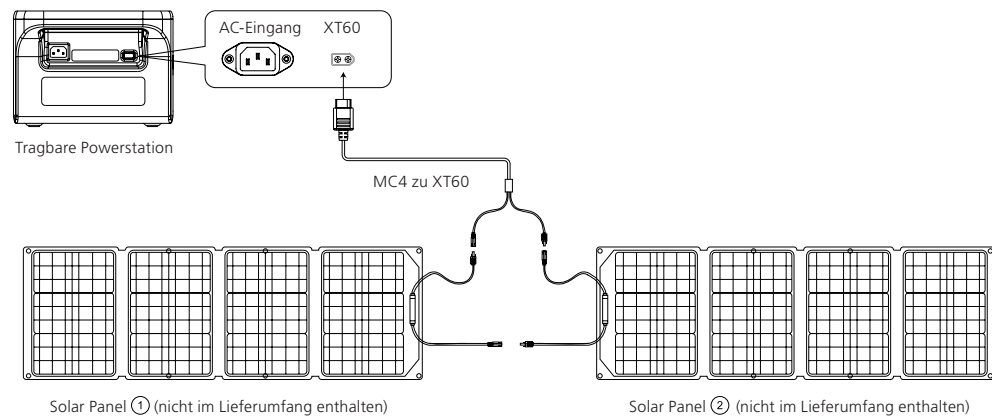 AC-Eingang XT60
Tragbare Powerstation
MC4 zu XT60
Solar Panel ① (nicht im Lieferumfang enthalten)
Solar Panel ② (nicht im Lieferumfang enthalten)